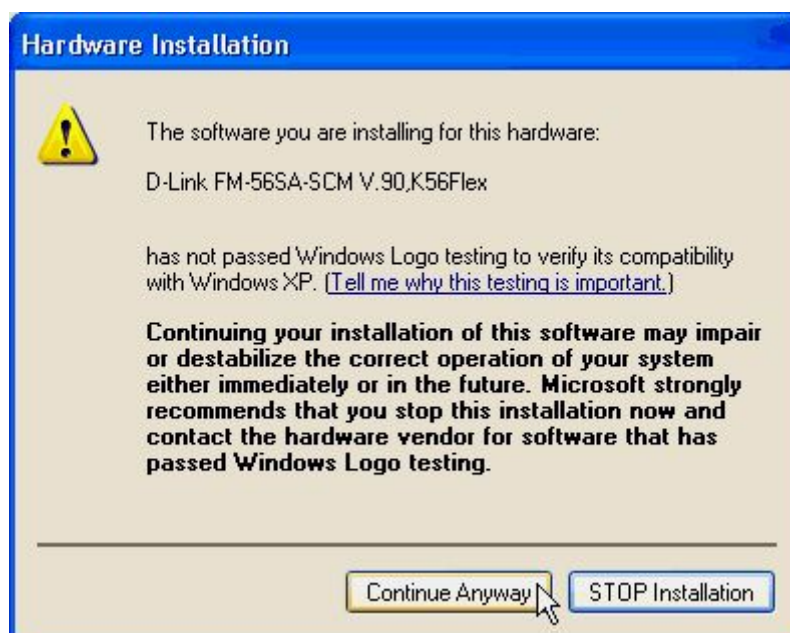 Hardware Installation
The software you are installing for this hardware:
D-Link FM-56SA-SCM V.90,K56Flex
has not passed Windows Logo testing to verify its compatibility
with Windows XP. (Tell me why this testing is important.)
Continuing your installation of this software may impair
or destabilize the correct operation of your system
either immediately or in the future. Microsoft strongly
recommends that you stop this installation now and
contact the hardware vendor for software that has
passed Windows Logo testing.
Continue Anyway STOP Installation